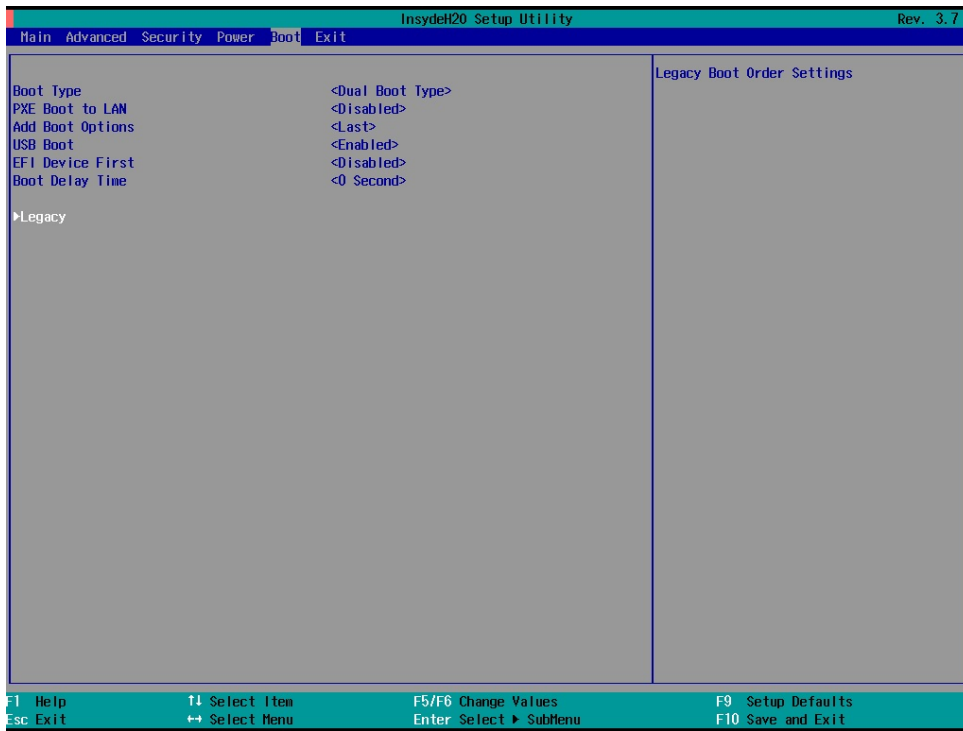 InsydeH20 Setup Utility Rev. 3.7
Main Advanced Security Power Boot Exit
Legacy Boot Order Settings
Boot Type <Dual Boot Type>
PXE Boot to LAN <Disabled>
Add Boot Options <Last>
USB Boot <Enabled>
EFI Device First <Disabled>
Boot Delay Time <0 Second>
▶Legacy
F1 Help ↑↓ Select Item F5/F6 Change Values F9 Setup Defaults
Esc Exit ↔ Select Menu Enter Select ▶ SubMenu F10 Save and Exit